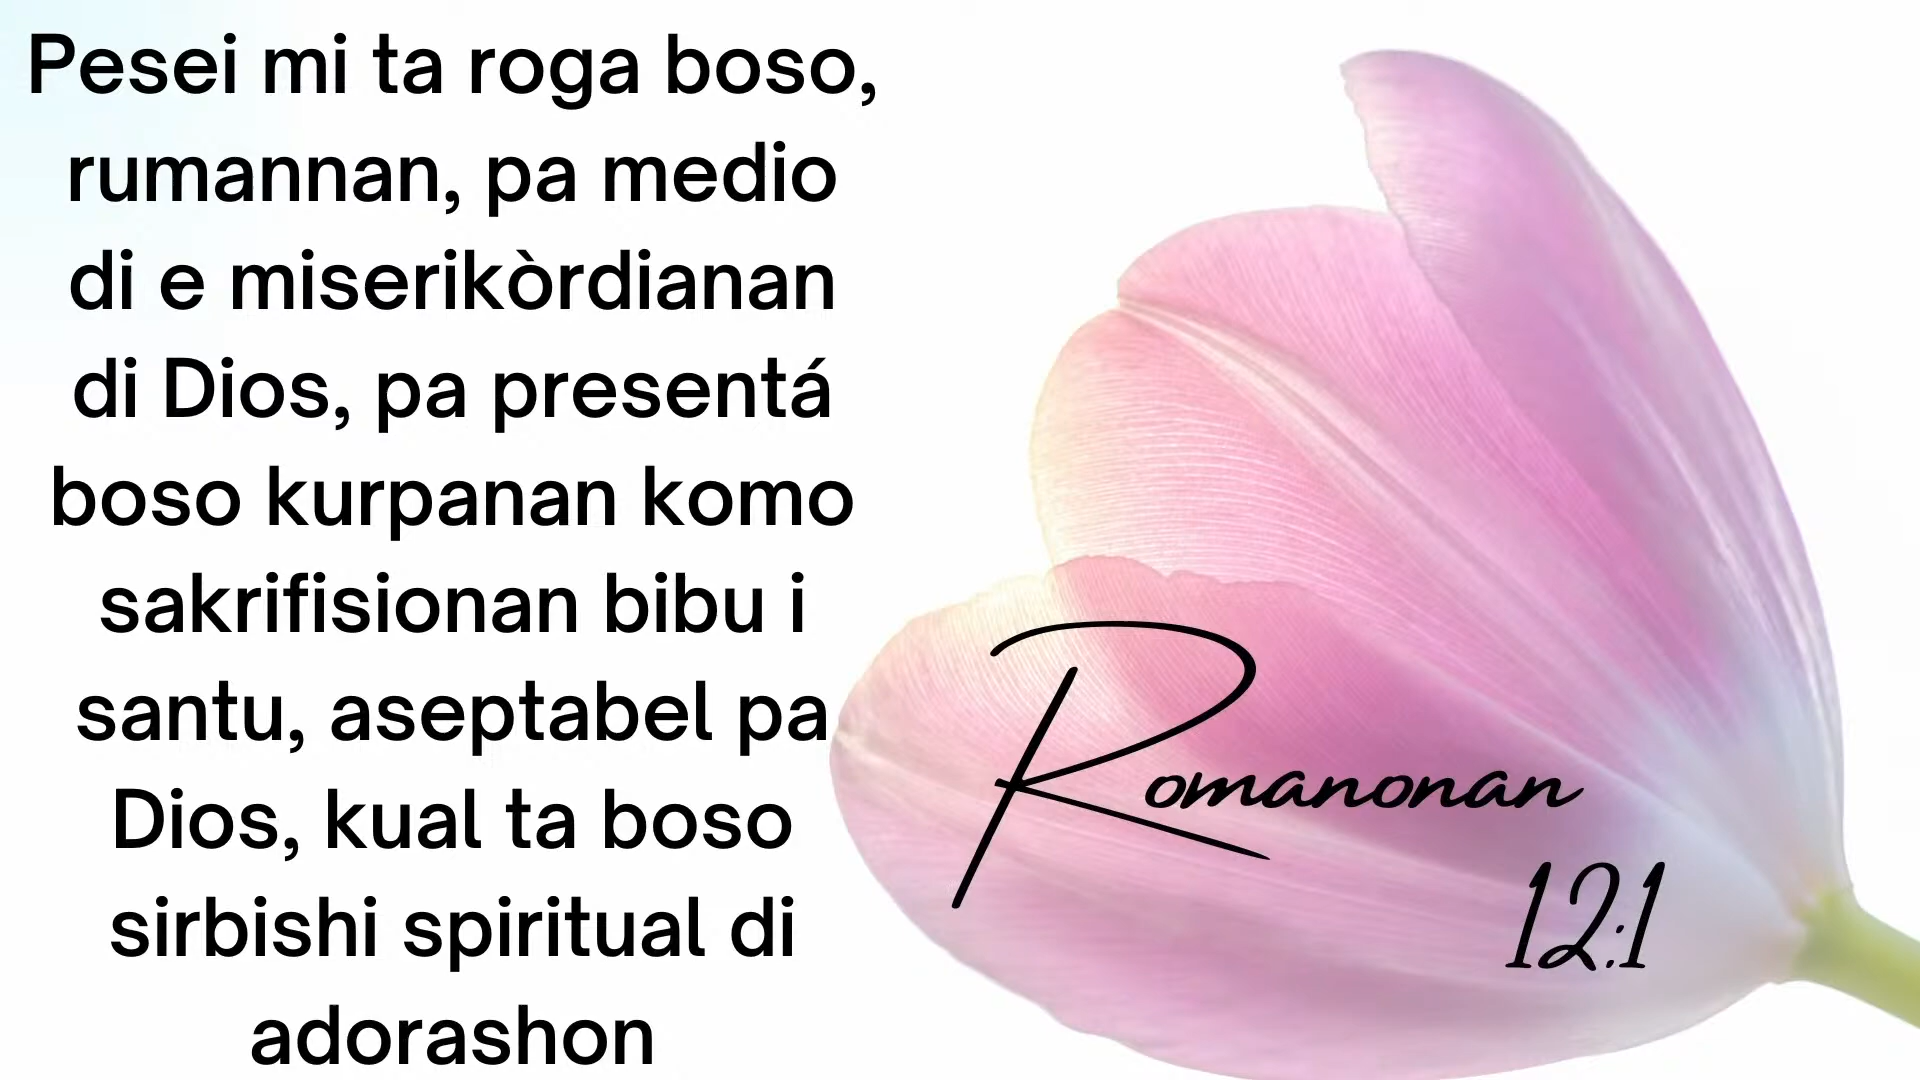 Pesei mi ta roga boso,
rumannan, pa medio
di e miserikòrdianan
di Dios, pa presentá
boso kurpanan komo
sakrifisionan bibu i
santu, aseptabel pa
Dios, kual ta boso
sirbishi spiritual di
adorashon
Romanonan
12:1